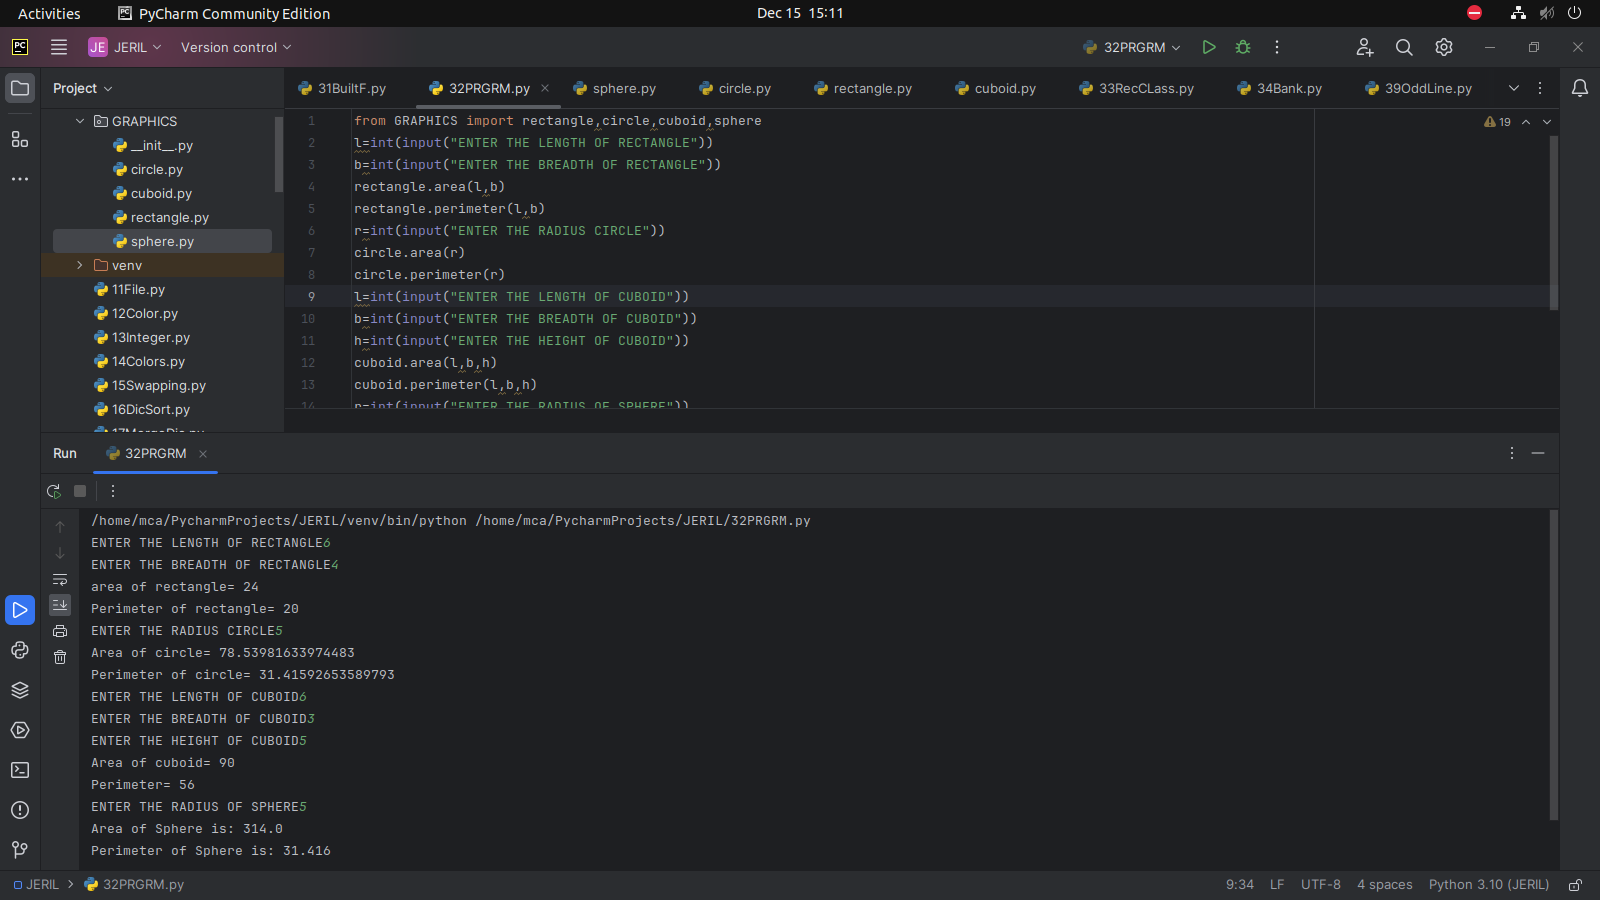 Activities PyCharm Community Edition Dec 15 15:11
PC JE JERIL Version control 32PRGRM
Project 31BuiltF.py 32PRGRM.py sphere.py circle.py rectangle.py cuboid.py 33RecCLass.py 34Bank.py 39OddLine.py
GRAPHICS
__init__.py
circle.py
cuboid.py
rectangle.py
sphere.py
venv
11File.py
12Color.py
13Integer.py
14Colors.py
15Swapping.py
16DicSort.py
19
1 from GRAPHICS import rectangle,circle,cuboid,sphere
2 l=int(input("ENTER THE LENGTH OF RECTANGLE"))
3 b=int(input("ENTER THE BREADTH OF RECTANGLE"))
4 rectangle.area(l,b)
5 rectangle.perimeter(l,b)
6 r=int(input("ENTER THE RADIUS CIRCLE"))
7 circle.area(r)
8 circle.perimeter(r)
9 l=int(input("ENTER THE LENGTH OF CUBOID"))
10 b=int(input("ENTER THE BREADTH OF CUBOID"))
11 h=int(input("ENTER THE HEIGHT OF CUBOID"))
12 cuboid.area(l,b,h)
13 cuboid.perimeter(l,b,h)
14 r=int(input("ENTER THE RADIUS OF SPHERE"))
Run 32PRGRM
/home/mca/PycharmProjects/JERIL/venv/bin/python /home/mca/PycharmProjects/JERIL/32PRGRM.py
ENTER THE LENGTH OF RECTANGLE6
ENTER THE BREADTH OF RECTANGLE4
area of rectangle= 24
Perimeter of rectangle= 20
ENTER THE RADIUS CIRCLE5
Area of circle= 78.53981633974483
Perimeter of circle= 31.41592653589793
ENTER THE LENGTH OF CUBOID6
ENTER THE BREADTH OF CUBOID3
ENTER THE HEIGHT OF CUBOID5
Area of cuboid= 90
Perimeter= 56
ENTER THE RADIUS OF SPHERE5
Area of Sphere is: 314.0
Perimeter of Sphere is: 31.416
JERIL 32PRGRM.py 9:34 LF UTF-8 4 spaces Python 3.10 (JERIL)